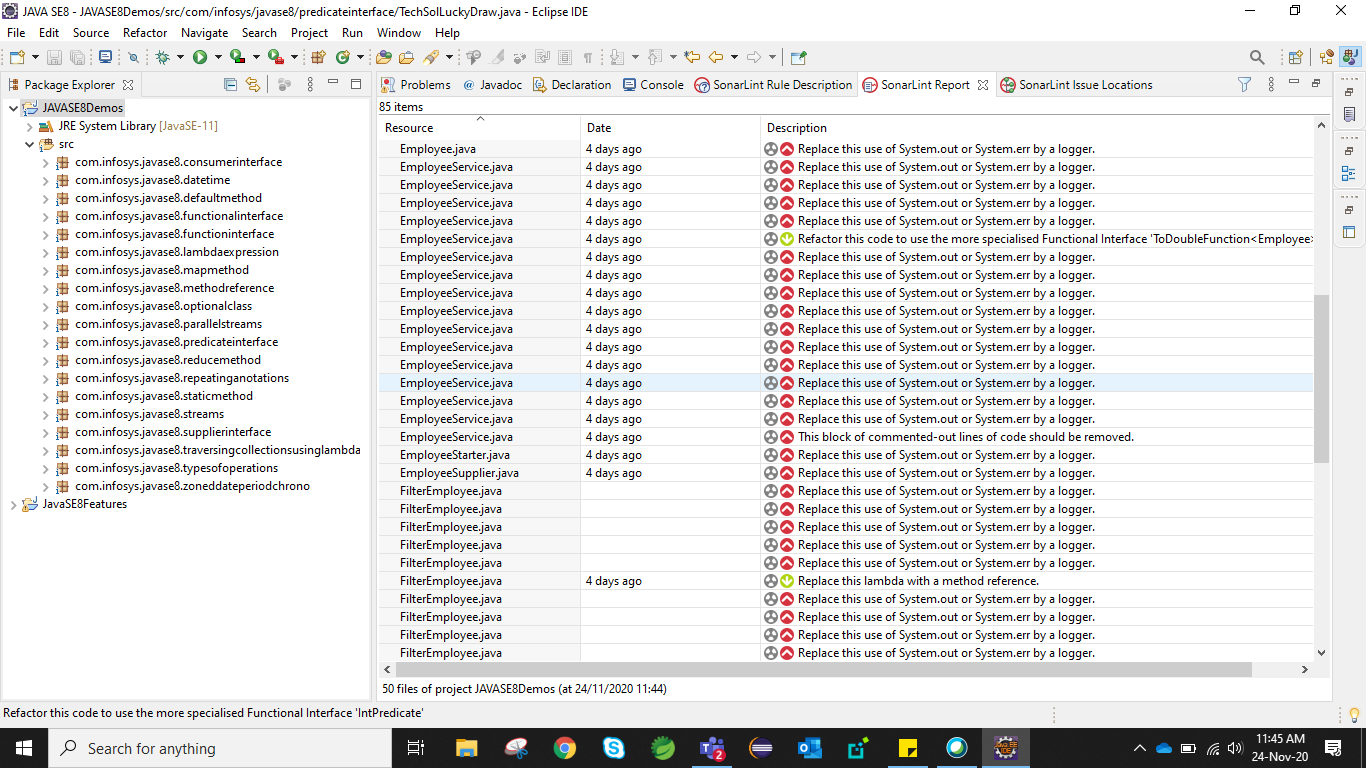 JAVA SE8 - JAVASE8Demos/src/com/infosys/javase8/predicateinterface/TechSolLuckyDraw.java - Eclipse IDE
File Edit Source Refactor Navigate Search Project Run Window Help
Package Explorer
JAVASE8Demos
JRE System Library [JavaSE-11]
src
com.infosys.javase8.consumerinterface
com.infosys.javase8.datetime
com.infosys.javase8.defaultmethod
com.infosys.javase8.functionalinterface
com.infosys.javase8.functioninterface
com.infosys.javase8.lambdaexpression
com.infosys.javase8.mapmethod
com.infosys.javase8.methodreference
com.infosys.javase8.optionalclass
com.infosys.javase8.parallelstreams
com.infosys.javase8.predicateinterface
com.infosys.javase8.reducemethod
com.infosys.javase8.repeatinganotations
com.infosys.javase8.staticmethod
com.infosys.javase8.streams
com.infosys.javase8.supplierinterface
com.infosys.javase8.traversingcollectionsusinglambda
com.infosys.javase8.typesofoperations
com.infosys.javase8.zoneddateperiodchrono
JavaSE8Features
Problems @ Javadoc Declaration Console SonarLint Rule Description SonarLint Report SonarLint Issue Locations
85 items
Resource Date Description
Employee.java 4 days ago Replace this use of System.out or System.err by a logger.
EmployeeService.java 4 days ago Replace this use of System.out or System.err by a logger.
EmployeeService.java 4 days ago Replace this use of System.out or System.err by a logger.
EmployeeService.java 4 days ago Replace this use of System.out or System.err by a logger.
EmployeeService.java 4 days ago Replace this use of System.out or System.err by a logger.
EmployeeService.java 4 days ago Refactor this code to use the more specialised Functional Interface 'ToDoubleFunction<Employee>
EmployeeService.java 4 days ago Replace this use of System.out or System.err by a logger.
EmployeeService.java 4 days ago Replace this use of System.out or System.err by a logger.
EmployeeService.java 4 days ago Replace this use of System.out or System.err by a logger.
EmployeeService.java 4 days ago Replace this use of System.out or System.err by a logger.
EmployeeService.java 4 days ago Replace this use of System.out or System.err by a logger.
EmployeeService.java 4 days ago Replace this use of System.out or System.err by a logger.
EmployeeService.java 4 days ago Replace this use of System.out or System.err by a logger.
EmployeeService.java 4 days ago Replace this use of System.out or System.err by a logger.
EmployeeService.java 4 days ago Replace this use of System.out or System.err by a logger.
EmployeeService.java 4 days ago Replace this use of System.out or System.err by a logger.
EmployeeService.java 4 days ago This block of commented-out lines of code should be removed.
EmployeeStarter.java 4 days ago Replace this use of System.out or System.err by a logger.
EmployeeSupplier.java 4 days ago Replace this use of System.out or System.err by a logger.
FilterEmployee.java Replace this use of System.out or System.err by a logger.
FilterEmployee.java Replace this use of System.out or System.err by a logger.
FilterEmployee.java Replace this use of System.out or System.err by a logger.
FilterEmployee.java Replace this use of System.out or System.err by a logger.
FilterEmployee.java Replace this use of System.out or System.err by a logger.
FilterEmployee.java 4 days ago Replace this lambda with a method reference.
FilterEmployee.java Replace this use of System.out or System.err by a logger.
FilterEmployee.java Replace this use of System.out or System.err by a logger.
FilterEmployee.java Replace this use of System.out or System.err by a logger.
FilterEmployee.java Replace this use of System.out or System.err by a logger.
50 files of project JAVASE8Demos (at 24/11/2020 11:44)
Refactor this code to use the more specialised Functional Interface 'IntPredicate'
Search for anything
2
JAVA EE
IDE
11:45 AM
24-Nov-20